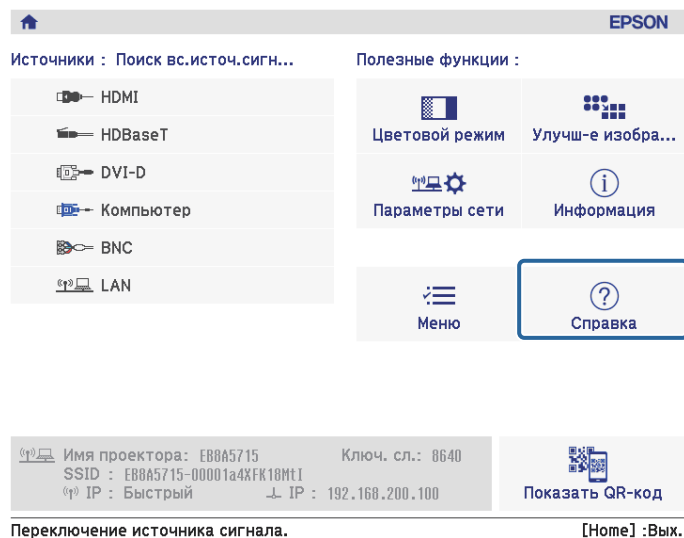 EPSON
Источники : Поиск вс.источ.сигн...
HDMI
HDBaseT
DVI-D
Компьютер
BNC
LAN
Полезные функции :
Цветовой режим
Улучш-е изобра...
Параметры сети
Информация
Меню
Справка
Имя проектора: EB8A5715 Ключ. сл.: 8640
SSID : EB8A5715-00001a4XFK18MtI
IP : Быстрый IP : 192.168.200.100
Показать QR-код
Переключение источника сигнала. [Home] :Вых.